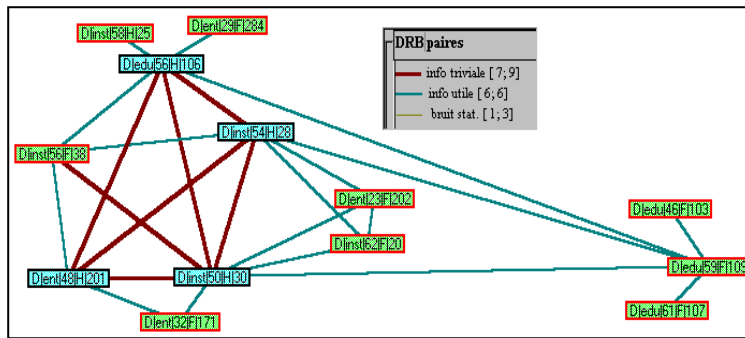 D|ent|29|F|284
D|inst|58|H|25
D|edu|56|H|106
DRB paires
info triviale [ 7; 9]
info utile [ 6; 6]
bruit stat. [ 1; 3]
D|inst|54|H|28
D|inst|56|F|38
D|ent|23|F|202
D|edu|46|F|103
D|inst|62|F|20
D|edu|59|F|109
D|ent|48|H|201
D|inst|50|H|30
D|edu|61|F|107
D|ent|32|F|171